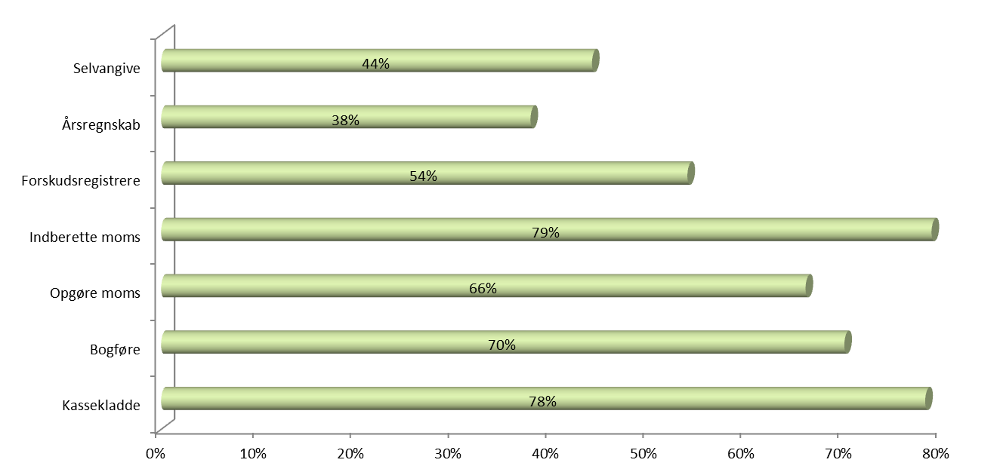 Selvangive 44%
Årsregnskab 38%
Forskudsregistrere 54%
Indberette moms 79%
Opgøre moms 66%
Bogføre 70%
Kassekladde 78%
0% 10% 20% 30% 40% 50% 60% 70% 80%